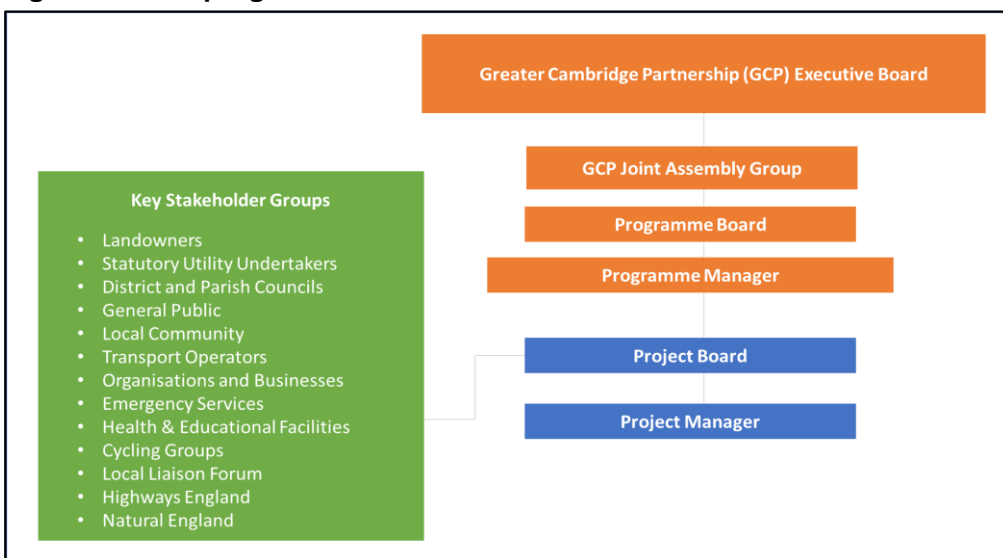 Greater Cambridge Partnership (GCP) Executive Board
GCP Joint Assembly Group
Programme Board
Programme Manager
Project Board
Project Manager
Key Stakeholder Groups
• Landowners
• Statutory Utility Undertakers
• District and Parish Councils
• General Public
• Local Community
• Transport Operators
• Organisations and Businesses
• Emergency Services
• Health & Educational Facilities
• Cycling Groups
• Local Liaison Forum
• Highways England
• Natural England